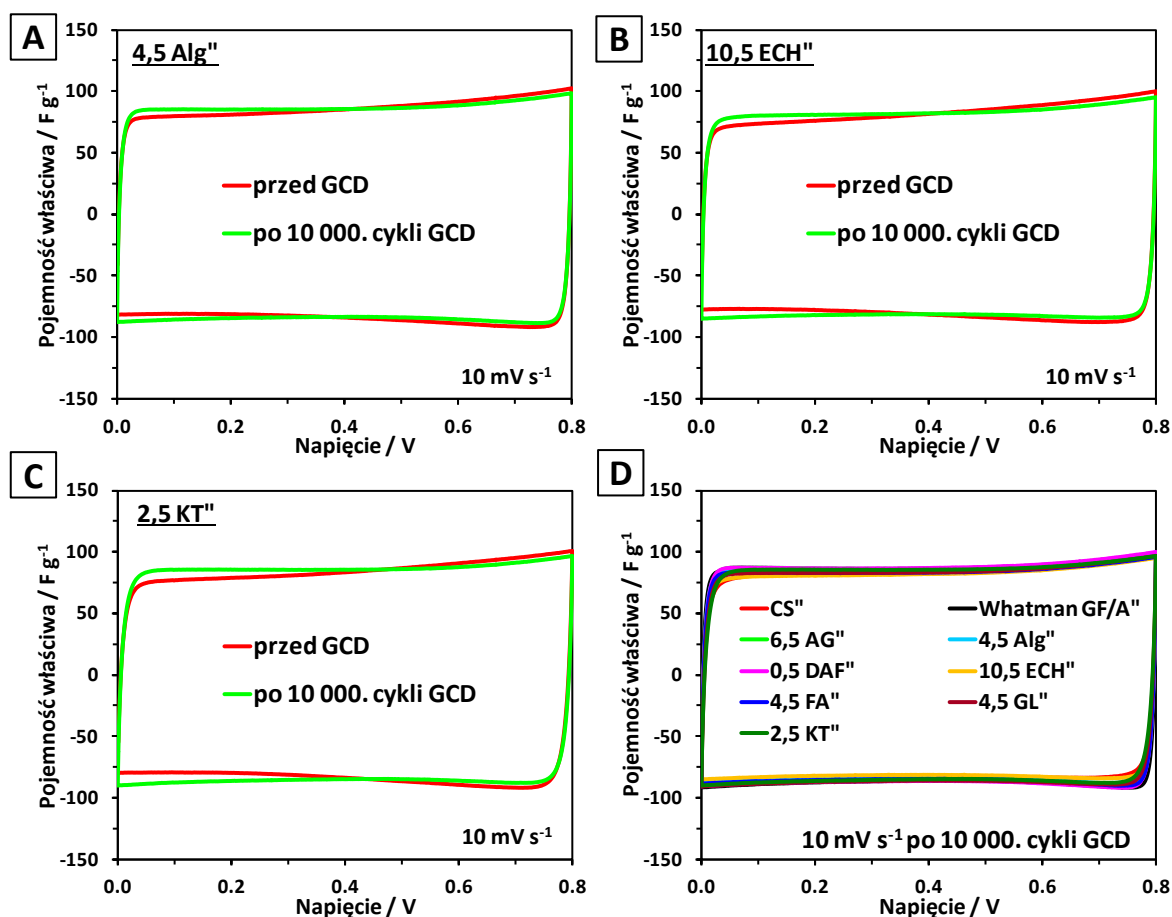 A
4,5 Alg"
150
100
50
0
-50
-100
-150
Pojemność właściwa / F g-1
przed GCD
po 10 000. cykli GCD
10 mV s-1
0.0 0.2 0.4 0.6 0.8
Napięcie / V
B
10,5 ECH"
150
100
50
0
-50
-100
-150
Pojemność właściwa / F g-1
przed GCD
po 10 000. cykli GCD
10 mV s-1
0.0 0.2 0.4 0.6 0.8
Napięcie / V
C
2,5 KT"
150
100
50
0
-50
-100
-150
Pojemność właściwa / F g-1
przed GCD
po 10 000. cykli GCD
10 mV s-1
0.0 0.2 0.4 0.6 0.8
Napięcie / V
D
150
100
50
0
-50
-100
-150
Pojemność właściwa / F g-1
CS" Whatman GF/A"
6,5 AG" 4,5 Alg"
0,5 DAF" 10,5 ECH"
4,5 FA" 4,5 GL"
2,5 KT"
10 mV s-1 po 10 000. cykli GCD
0.0 0.2 0.4 0.6 0.8
Napięcie / V